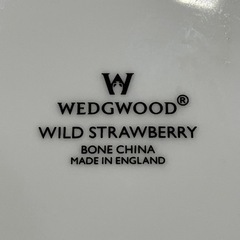 W
WEDGWOOD®
WILD STRAWBERRY
BONE CHINA
MADE IN ENGLAND